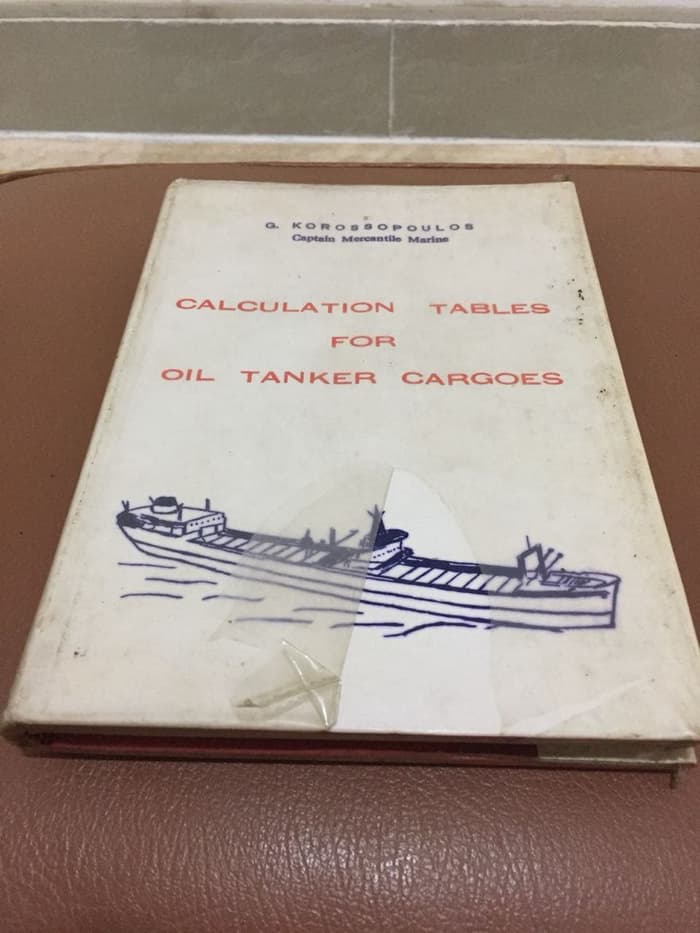 G. KOROSSOPOULOS
Captain Mercantile Marine
CALCULATION TABLES
FOR
OIL TANKER CARGOES